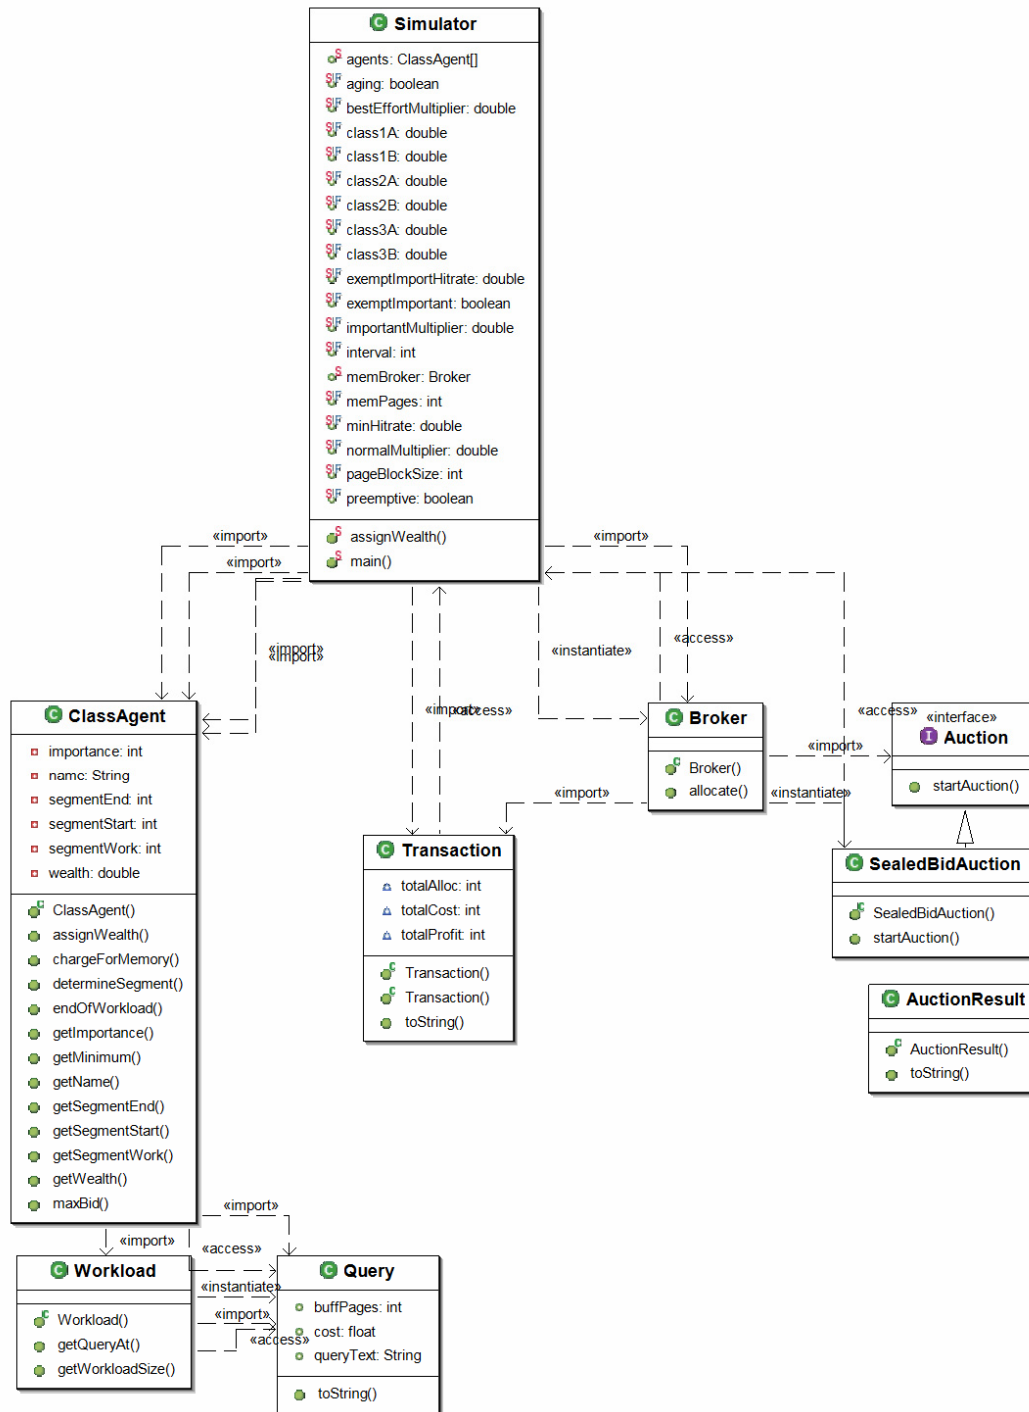 Simulator
agents: ClassAgent[]
aging: boolean
bestEffortMultiplier: double
class1A: double
class1B: double
class2A: double
class2B: double
class3A: double
class3B: double
exemptImportHitrate: double
exemptImportant: boolean
importantMultiplier: double
interval: int
memBroker: Broker
memPages: int
minHitrate: double
normalMultiplier: double
pageBlockSize: int
preemptive: boolean
assignWealth()
main()
«import»
«import»
«import»
«import»
«import»
«instantiate»
«access»
«import»
«access»
«access»
«import»
«import»
«instantiate»
ClassAgent
importance: int
name: String
segmentEnd: int
segmentStart: int
segmentWork: int
wealth: double
ClassAgent()
assignWealth()
chargeForMemory()
determineSegment()
endOfWorkload()
getImportance()
getMinimum()
getName()
getSegmentEnd()
getSegmentStart()
getSegmentWork()
getWealth()
maxBid()
Broker
Broker()
allocate()
«interface»
Auction
startAuction()
Transaction
totalAlloc: int
totalCost: int
totalProfit: int
Transaction()
Transaction()
toString()
SealedBidAuction
SealedBidAuction()
startAuction()
AuctionResult
AuctionResult()
toString()
«import»
«import»
«access»
«instantiate»
«import»
«access»
Workload
Workload()
getQueryAt()
getWorkloadSize()
Query
buffPages: int
cost: float
queryText: String
toString()